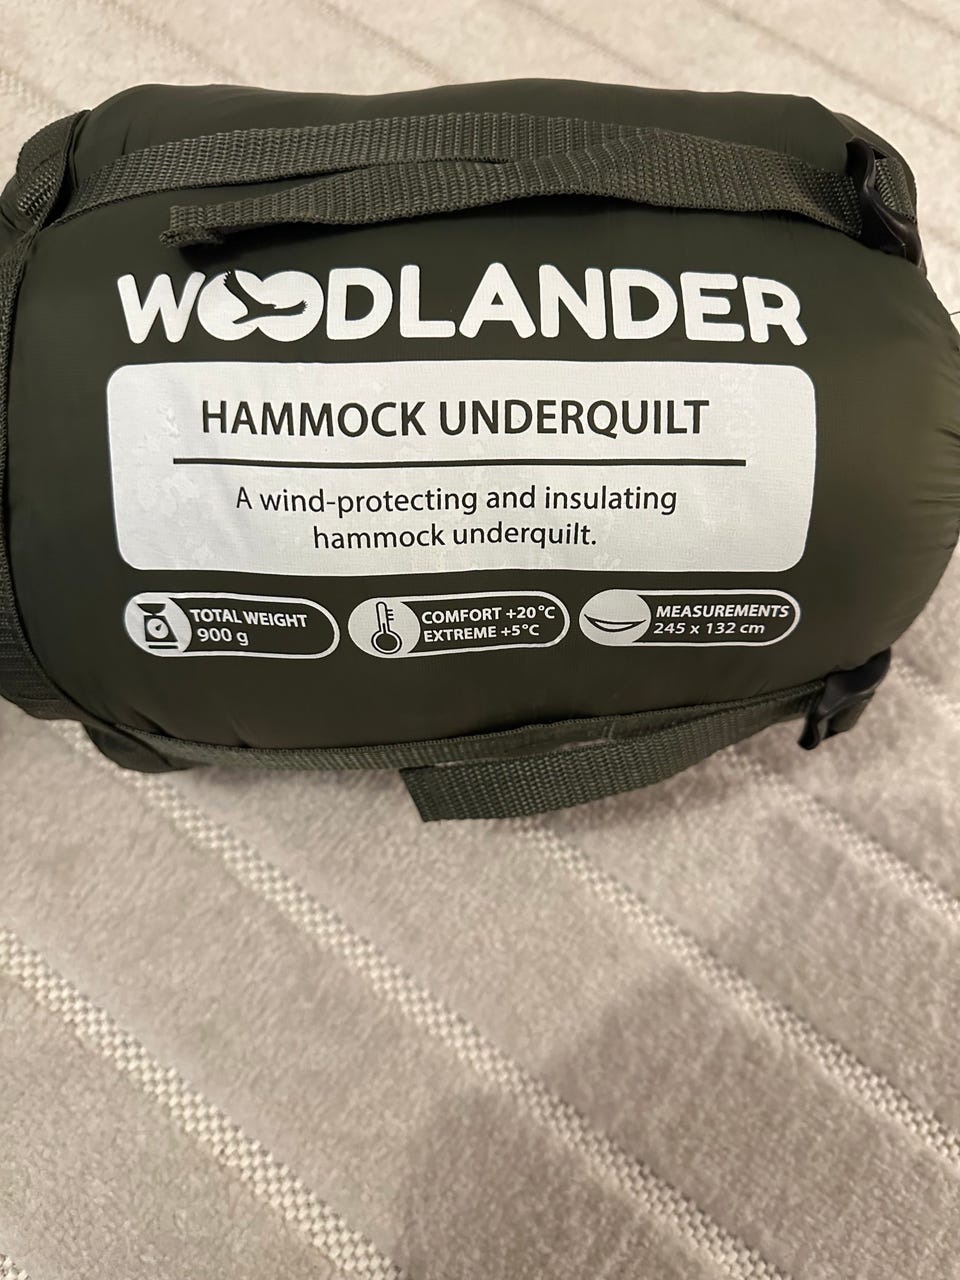 WOODLANDER
HAMMOCK UNDERQUILT
A wind-protecting and insulating
hammock underquilt.
TOTAL WEIGHT
900 g
COMFORT +20°C
EXTREME +5°C
MEASUREMENTS
245 x 132 cm